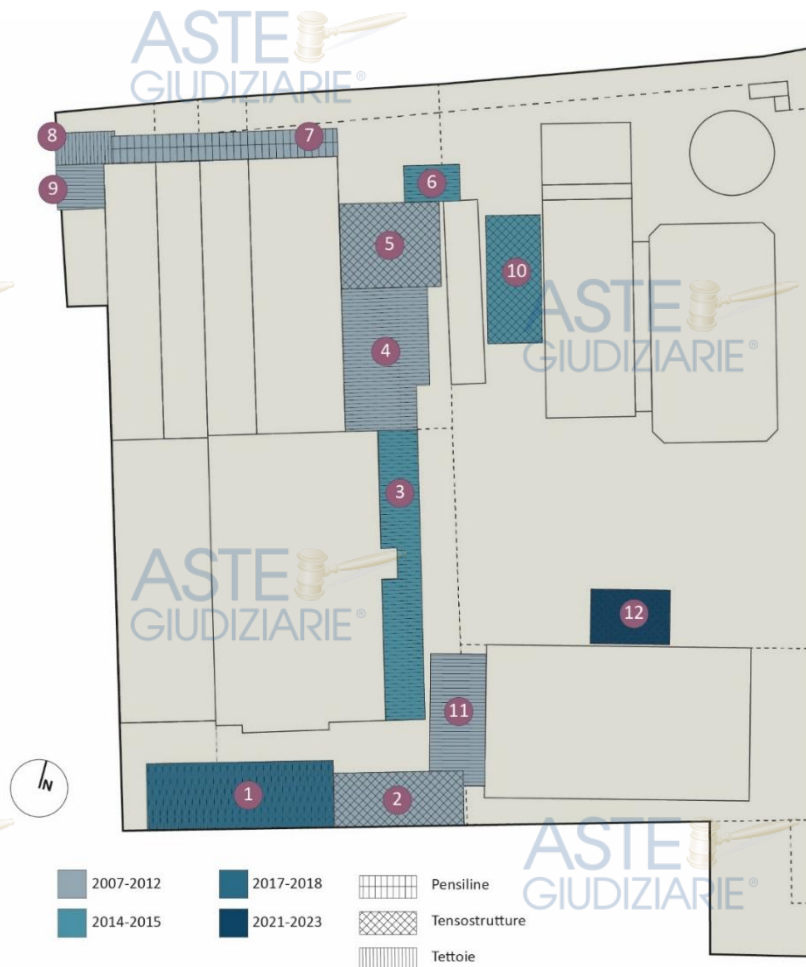 ASTE
GIUDIZIARIE®
8
7
9
6
5
10
ASTE
GIUDIZIARIE®
4
3
ASTE
GIUDIZIARIE®
12
11
N
1
2
ASTE
GIUDIZIARIE®
2007-2012
2017-2018
Pensiline
2014-2015
2021-2023
Tensostrutture
Tettoie